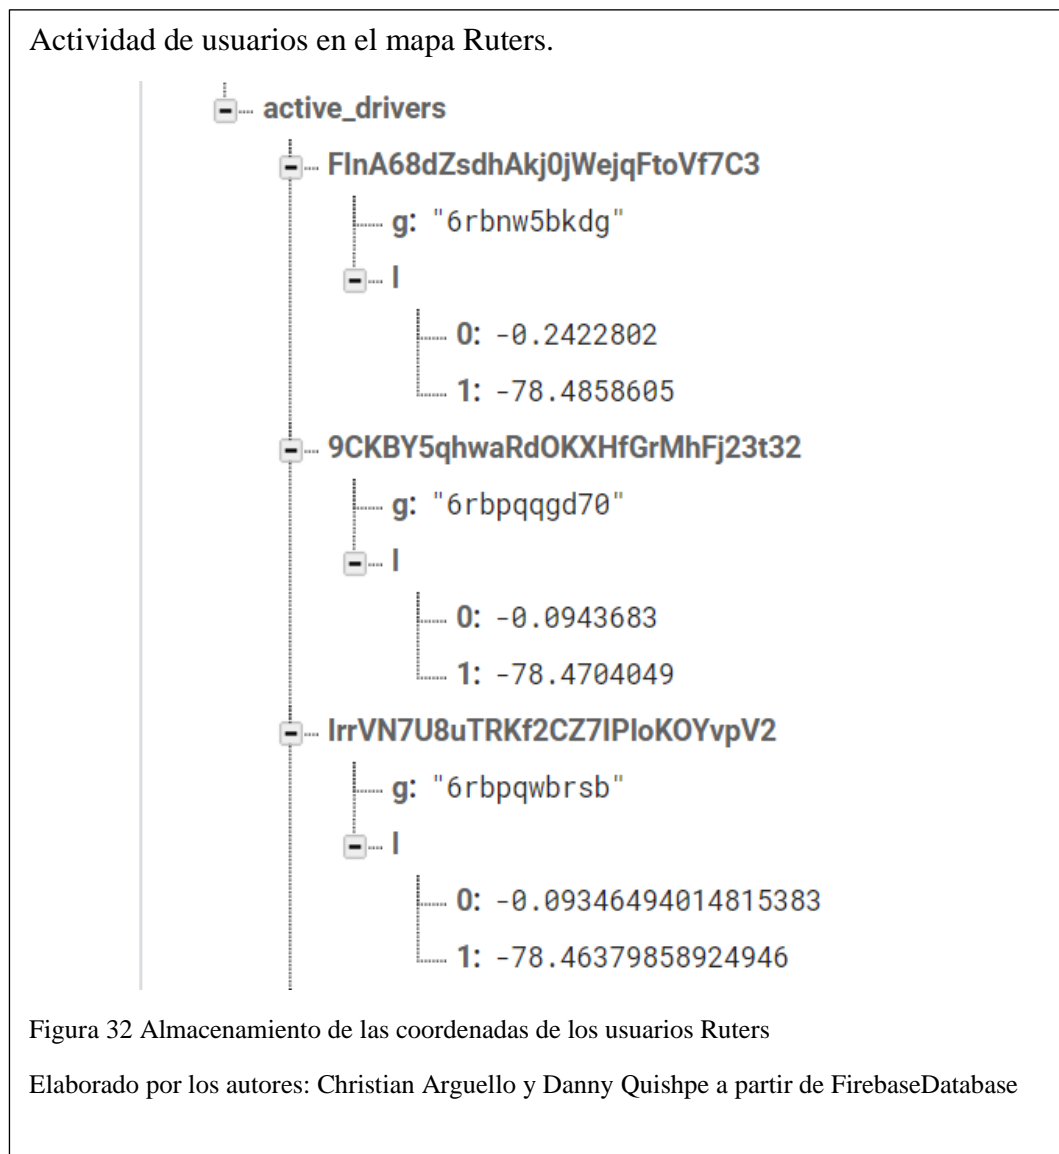 Actividad de usuarios en el mapa Ruters.
active_drivers
FlnA68dZsdhAkj0jWejqFtoVf7C3
g: "6rbnw5bkdg"
l
0: -0.2422802
1: -78.4858605
9CKBY5qhwaRdOKXHfGrMhFj23t32
g: "6rbpqqgd70"
l
0: -0.0943683
1: -78.4704049
IrrVN7U8uTRKf2CZ7IPloKOYvpV2
g: "6rbpqwbrsb"
l
0: -0.09346494014815383
1: -78.46379858924946
Figura 32 Almacenamiento de las coordenadas de los usuarios Ruters
Elaborado por los autores: Christian Arguello y Danny Quishpe a partir de FirebaseDatabase